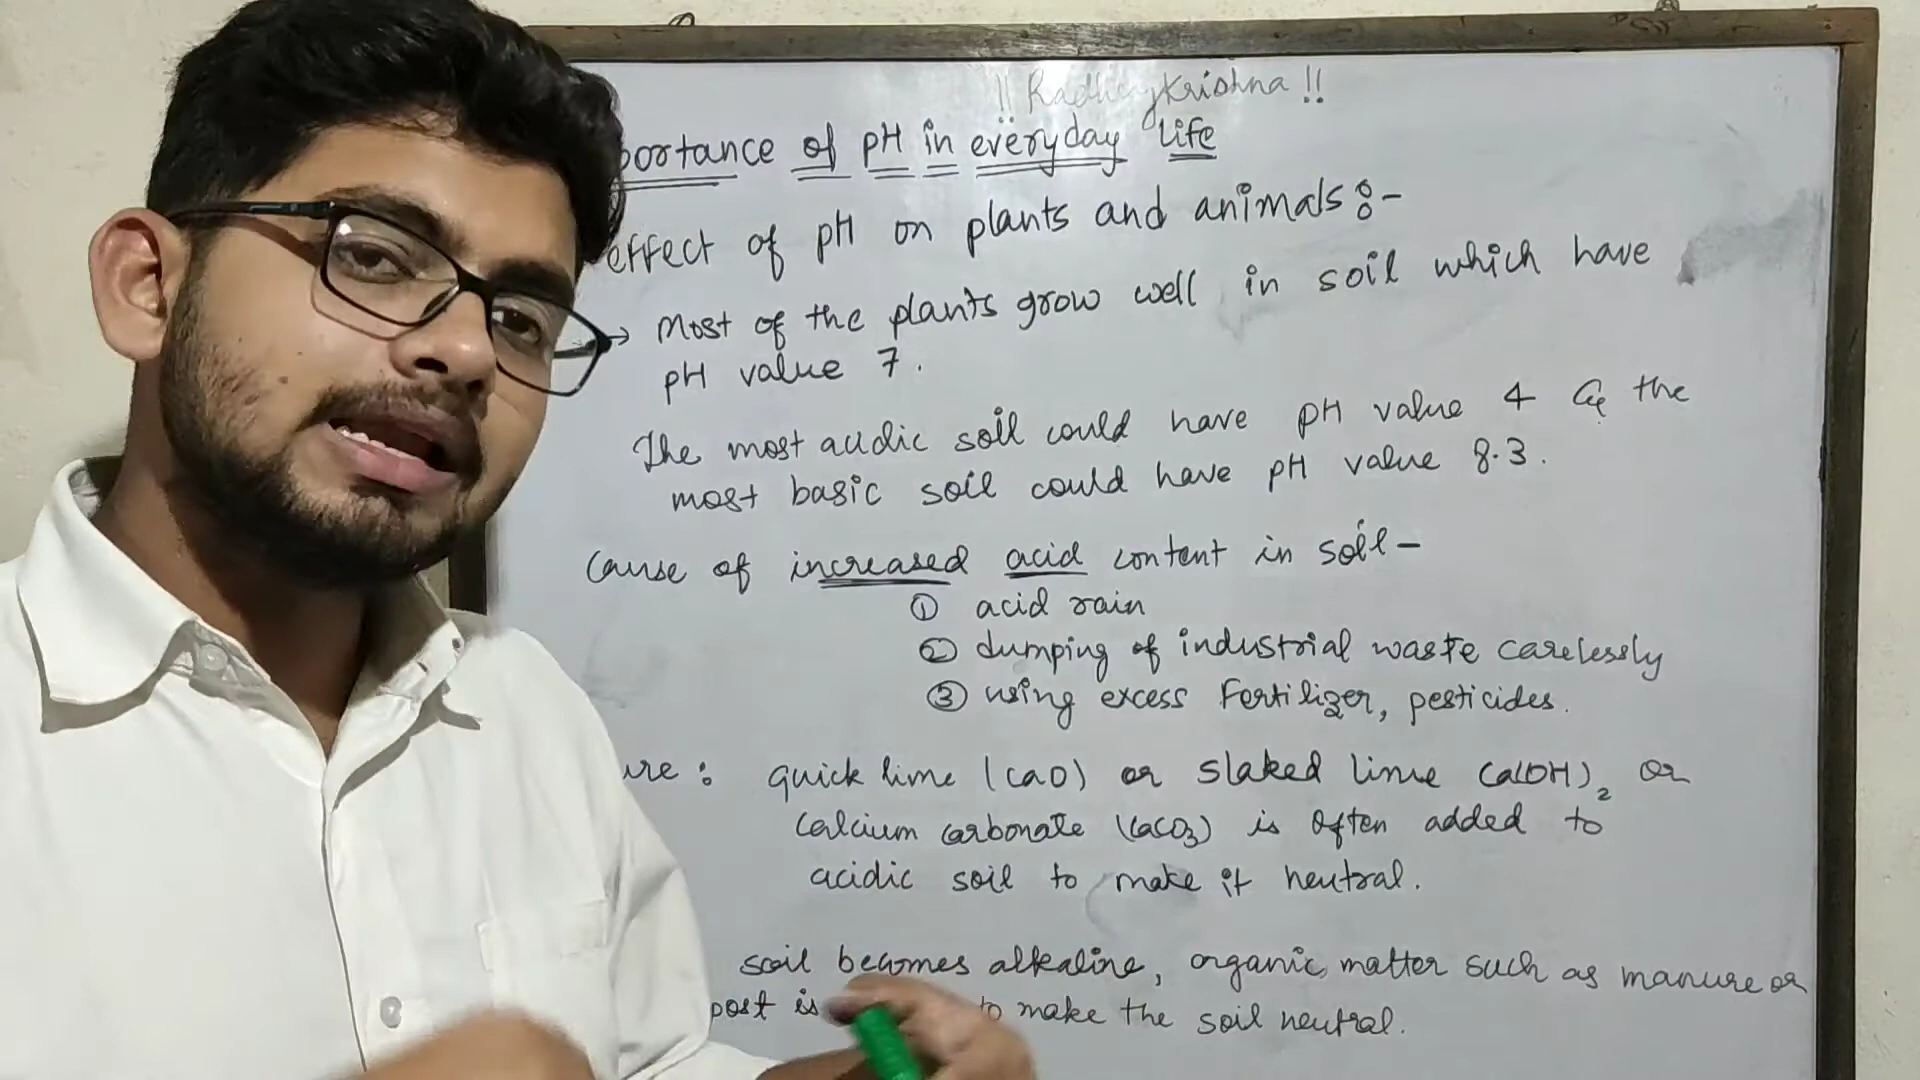 !! Radhey Krishna !!
portance of pH in everyday life
effect of pH on plants and animals :-
→ Most of the plants grow well in soil which have
pH value 7.
The most acidic soil could have pH value 4 & the
most basic soil could have pH value 8.3.
Cause of increased acid content in soil -
① acid rain
② dumping of industrial waste carelessly
③ using excess Fertilizer, pesticides.
ure : quick lime (CaO) or slaked lime Ca(OH)2 or
Calcium carbonate (CaCO3) is often added to
acidic soil to make it neutral.
soil becomes alkaline, organic matter such as manure or
post is to make the soil neutral.